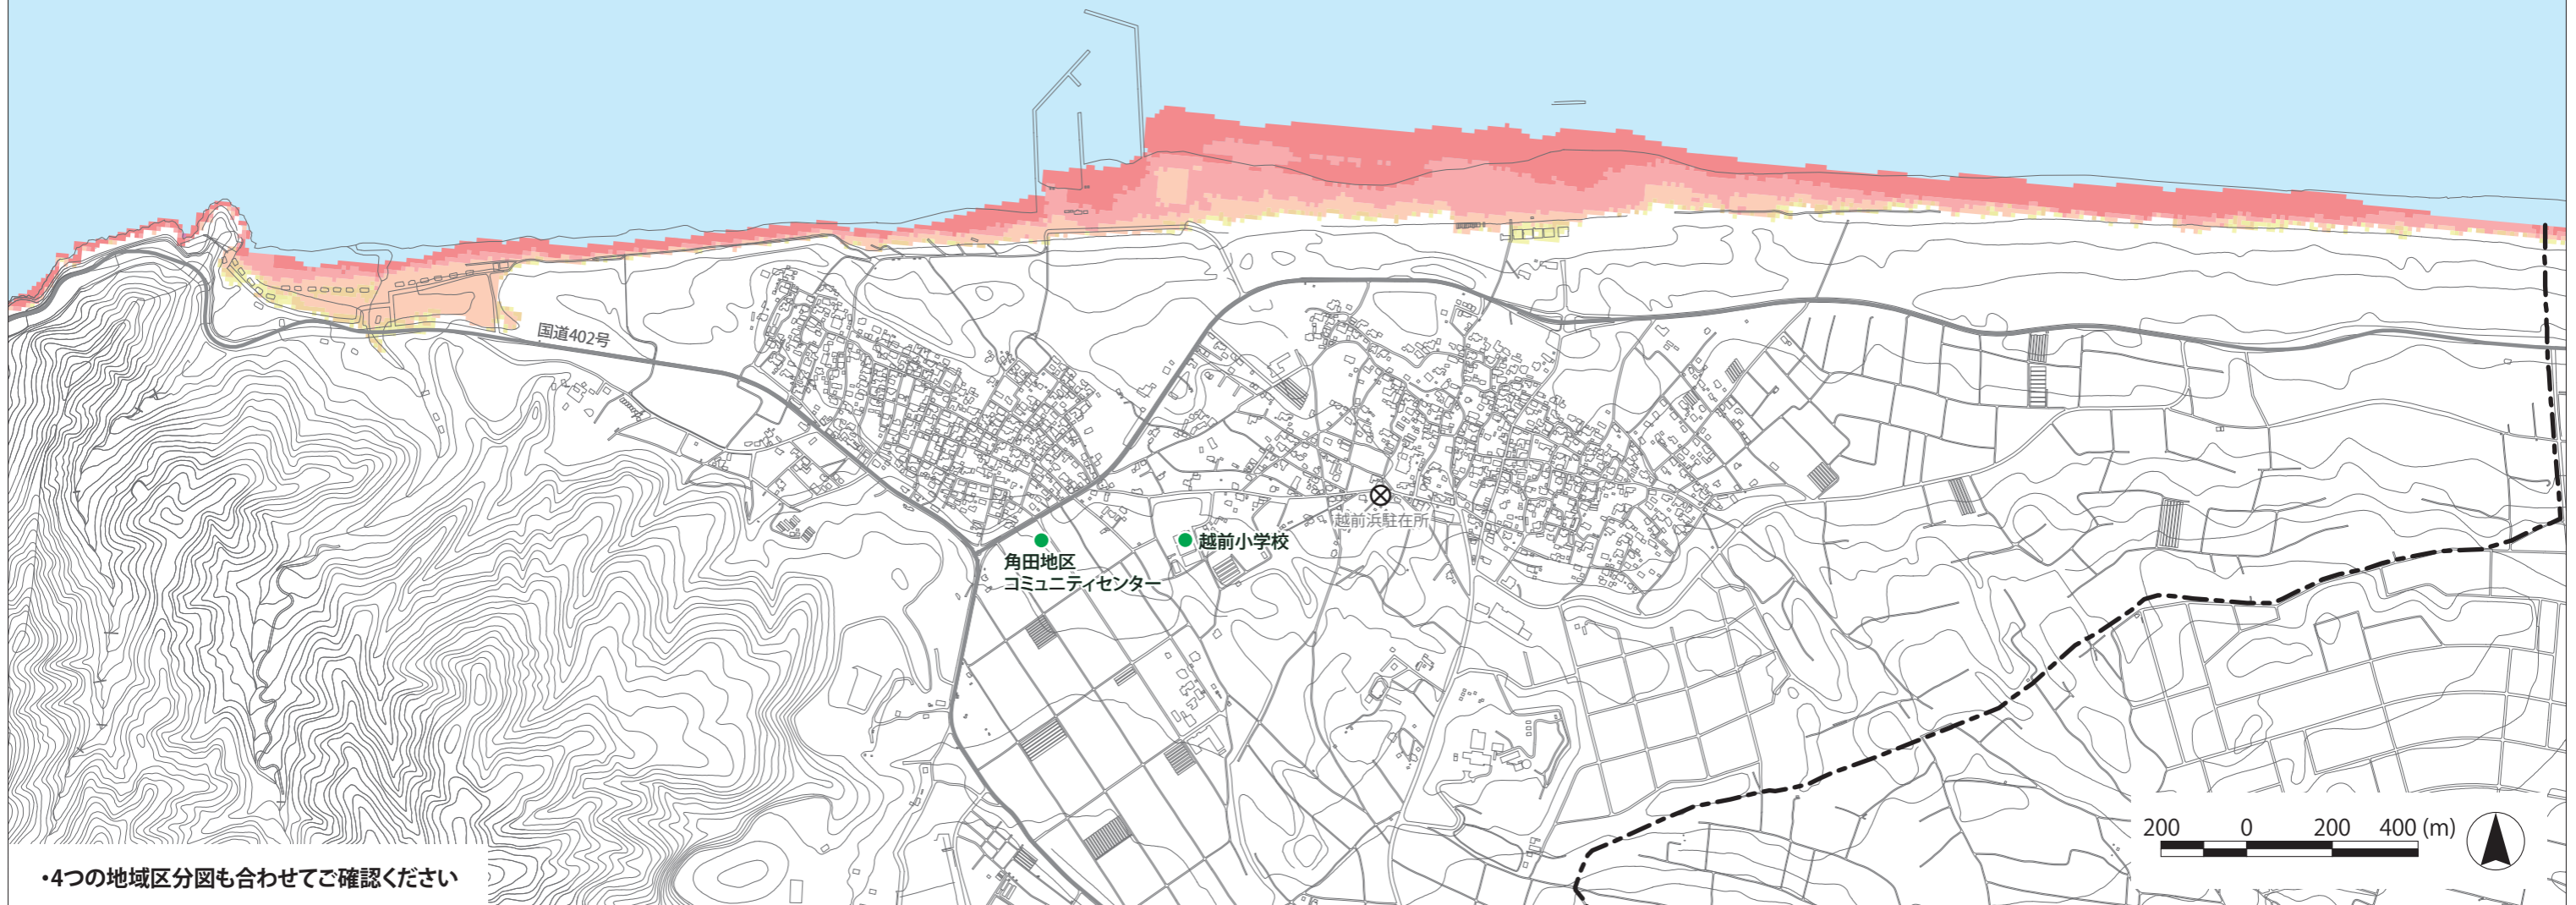 国道402号
越前浜駐在所
越前小学校
角田地区
コミュニティセンター
200 0 200 400 (m)
・4つの地域区分図も合わせてご確認ください